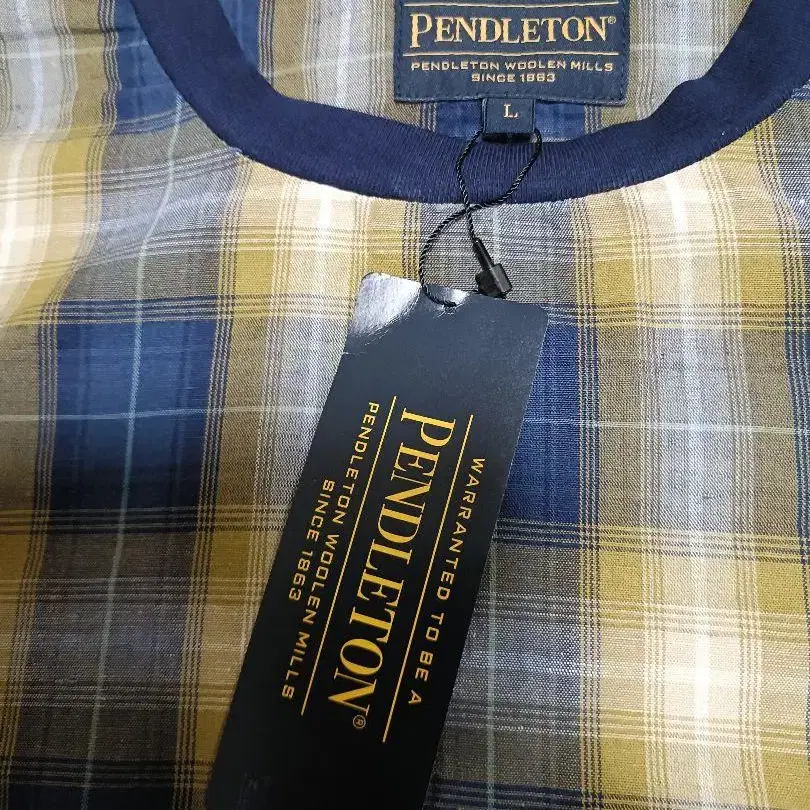 PENDLETON®
PENDLETON WOOLEN MILLS
SINCE 1863
L
WARRANTED TO BE A
PENDLETON®
PENDLETON WOOLEN MILLS
SINCE 1863